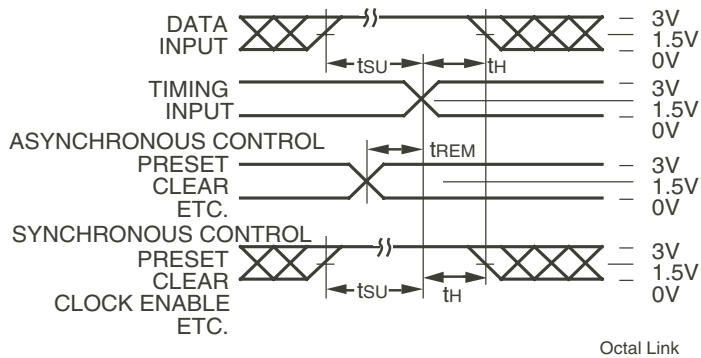 DATA
INPUT
tSU
tH
3V
1.5V
0V
TIMING
INPUT
3V
1.5V
0V
ASYNCHRONOUS CONTROL
PRESET
CLEAR
ETC.
tREM
3V
1.5V
0V
SYNCHRONOUS CONTROL
PRESET
CLEAR
CLOCK ENABLE
ETC.
tSU
tH
3V
1.5V
0V
Octal Link